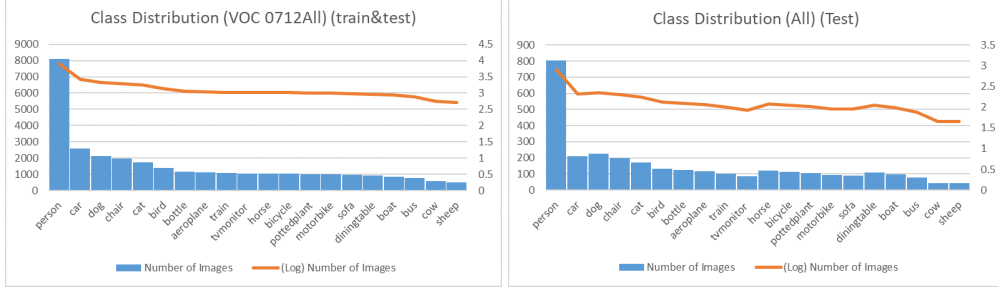 Class Distribution (VOC 0712All) (train&test)
9000
8000
7000
6000
5000
4000
3000
2000
1000
0
4.5
4
3.5
3
2.5
2
1.5
1
0.5
0
person
car
dog
chair
cat
bird
bottle
aeroplane
train
tvmonitor
horse
bicycle
pottedplant
motorbike
sofa
diningtable
boat
bus
cow
sheep
Number of Images
(Log) Number of Images
Class Distribution (All) (Test)
900
800
700
600
500
400
300
200
100
0
3.5
3
2.5
2
1.5
1
0.5
0
person
car
dog
chair
cat
bird
bottle
aeroplane
train
tvmonitor
horse
bicycle
pottedplant
motorbike
sofa
diningtable
boat
bus
cow
sheep
Number of Images
(Log) Number of Images